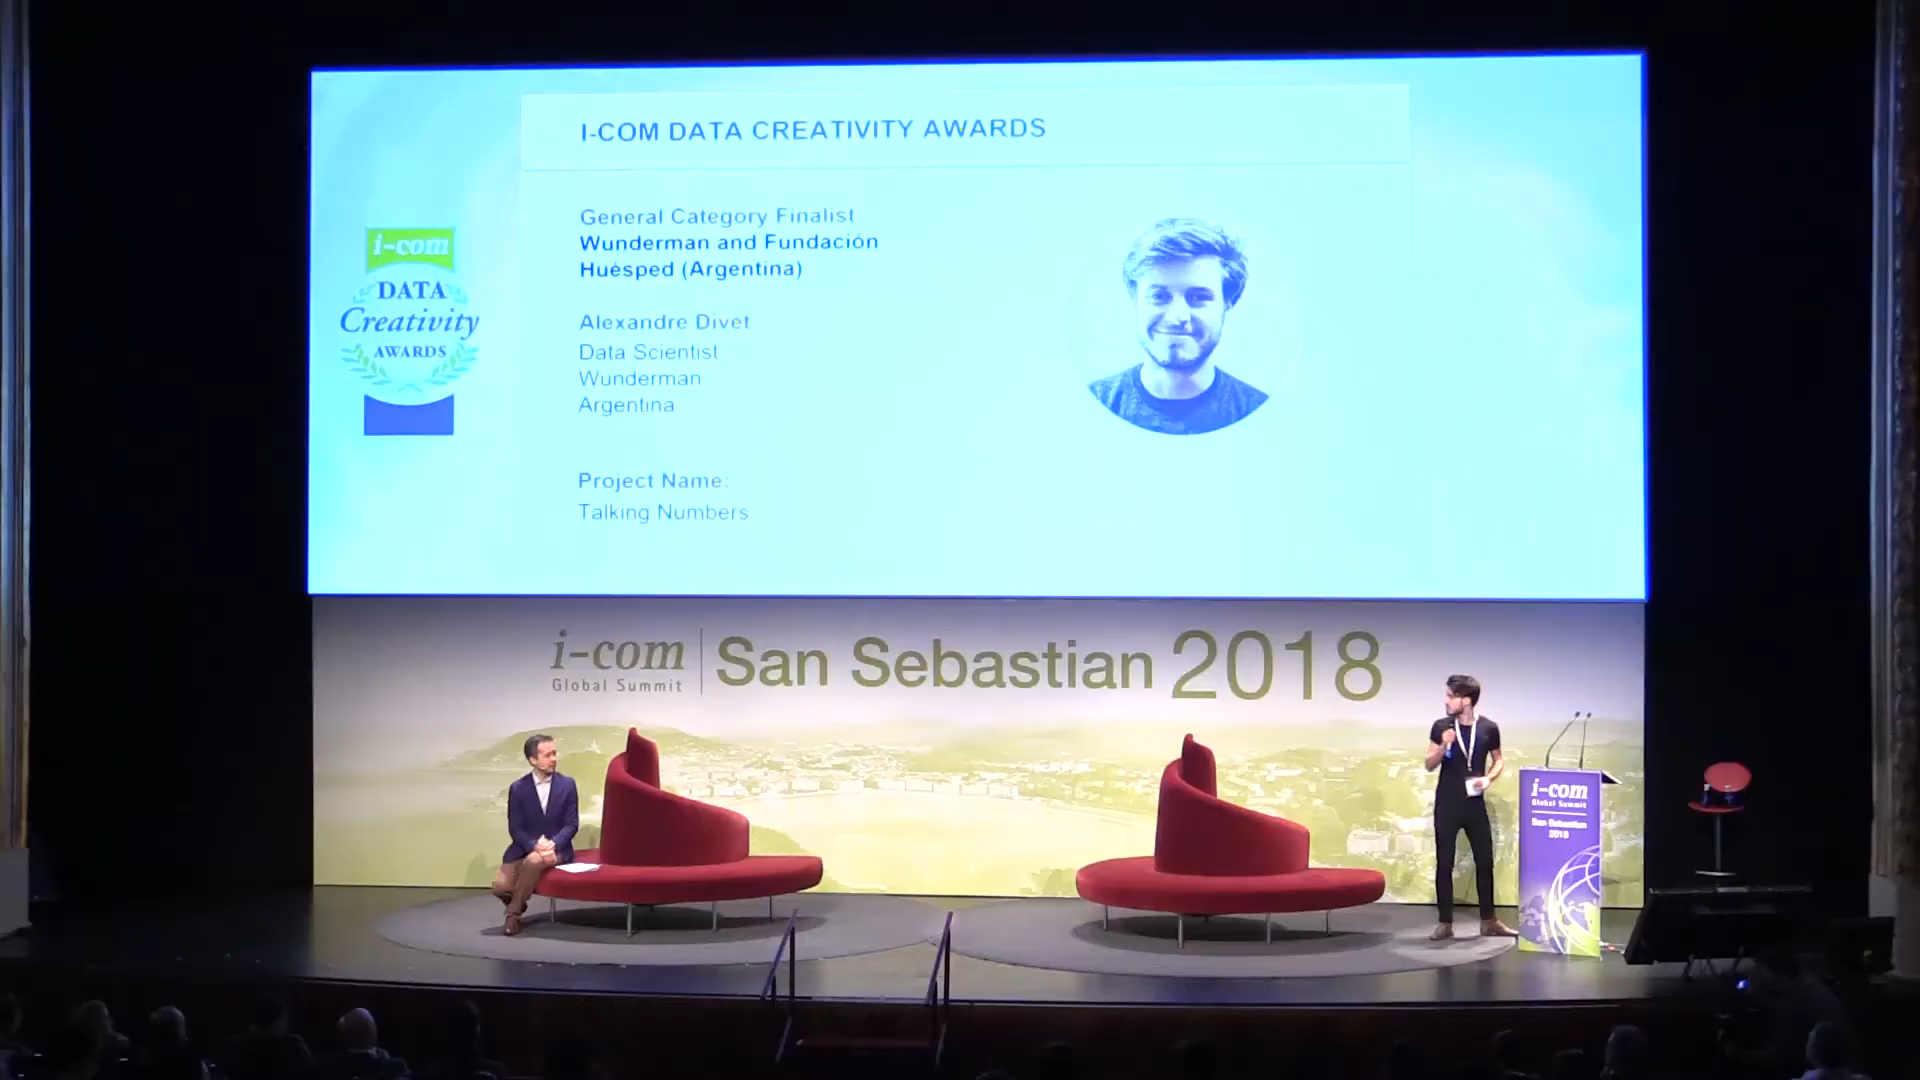 I-COM DATA CREATIVITY AWARDS
General Category Finalist
Wunderman and Fundación
Huésped (Argentina)
Alexandre Divet
Data Scientist
Wunderman
Argentina
Project Name:
Talking Numbers
i-com
DATA
Creativity
AWARDS
i-com
Global Summit
San Sebastian 2018
i-com
Global Summit
San Sebastian
2018